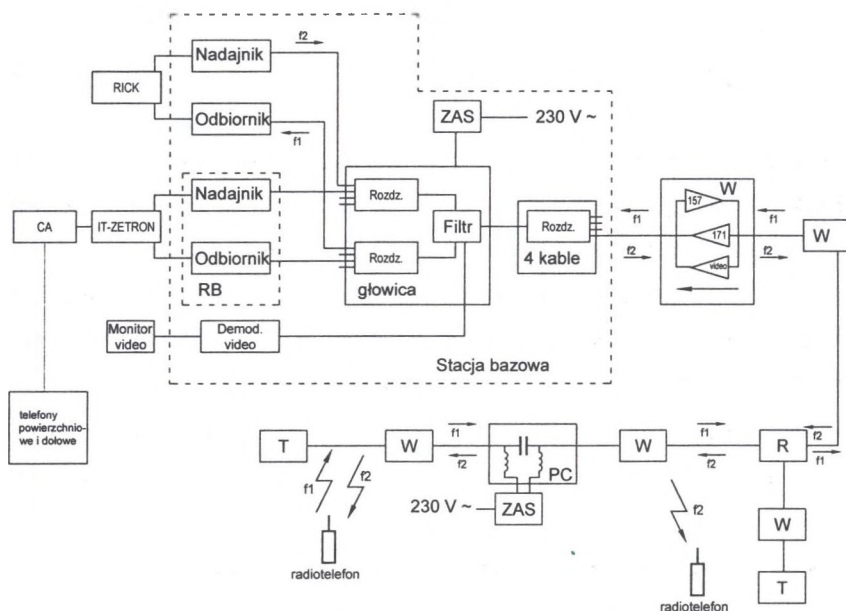 Nadajnik
f2
RICK
Odbiornik
f1
ZAS
230 V ~
Nadajnik
Rozdz.
Filtr
Rozdz.
4 kable
CA
IT-ZETRON
Odbiornik
Rozdz.
RB
głowica
Monitor
video
Demod.
video
Stacja bazowa
f1
f2
W
157
171
video
f1
f2
W
telefony
powierzchnio-
we i dołowe
T
W
f1
f2
PC
ZAS
230 V ~
W
f1
f2
R
f2
f1
f1
f2
radiotelefon
f2
radiotelefon
W
T